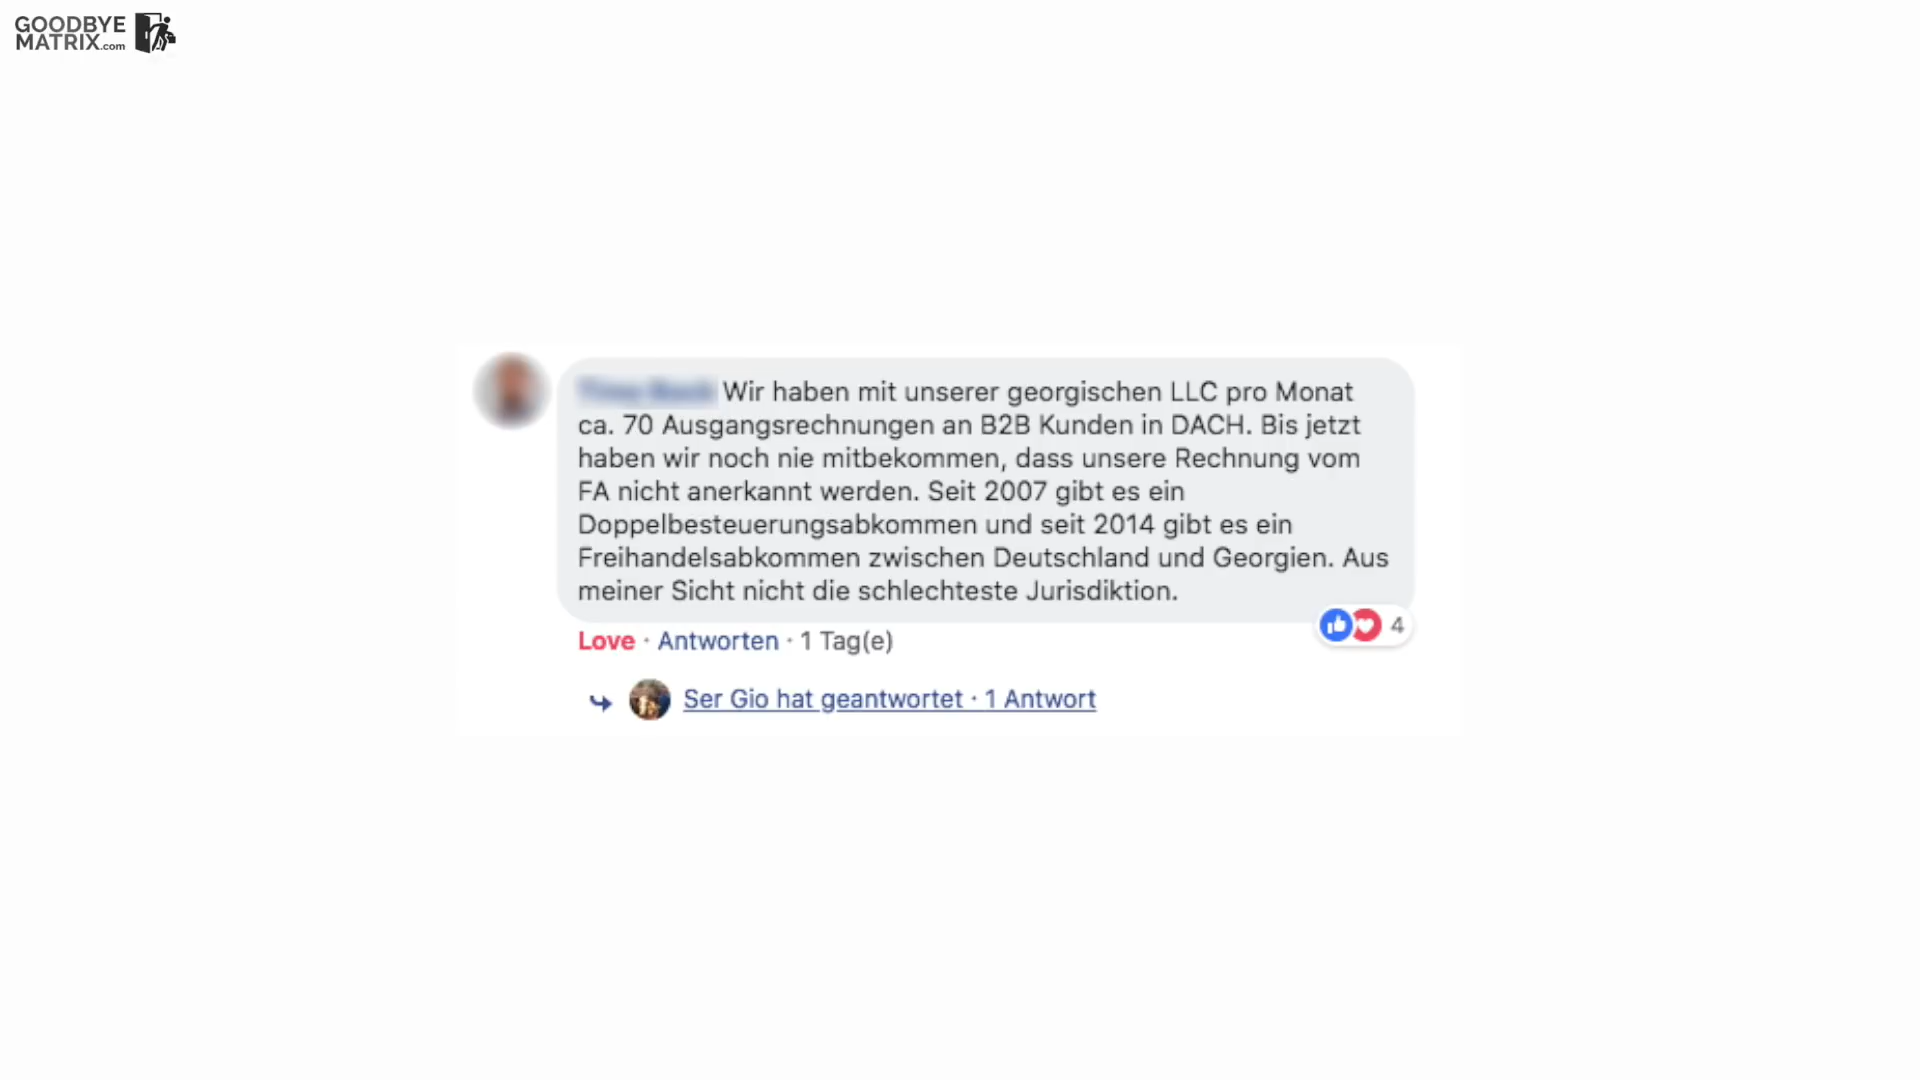 GOODBYE
MATRIX.com
Wir haben mit unserer georgischen LLC pro Monat
ca. 70 Ausgangsrechnungen an B2B Kunden in DACH. Bis jetzt
haben wir noch nie mitbekommen, dass unsere Rechnung vom
FA nicht anerkannt werden. Seit 2007 gibt es ein
Doppelbesteuerungsabkommen und seit 2014 gibt es ein
Freihandelsabkommen zwischen Deutschland und Georgien. Aus
meiner Sicht nicht die schlechteste Jurisdiktion.
4
Love · Antworten · 1 Tag(e)
Ser Gio hat geantwortet · 1 Antwort